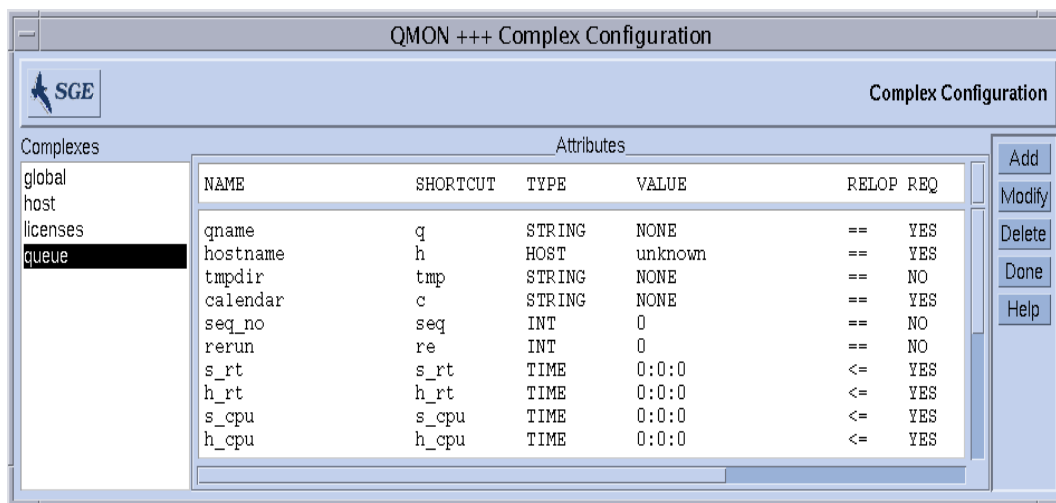 QMON +++ Complex Configuration
SGE
Complex Configuration
Complexes
global
host
licenses
queue
Attributes
NAME SHORTCUT TYPE VALUE RELOP REQ
qname q STRING NONE == YES
hostname h HOST unknown == YES
tmpdir tmp STRING NONE == NO
calendar c STRING NONE == YES
seq_no seq INT 0 == NO
rerun re INT 0 == NO
s_rt s_rt TIME 0:0:0 <= YES
h_rt h_rt TIME 0:0:0 <= YES
s_cpu s_cpu TIME 0:0:0 <= YES
h_cpu h_cpu TIME 0:0:0 <= YES
Add
Modify
Delete
Done
Help